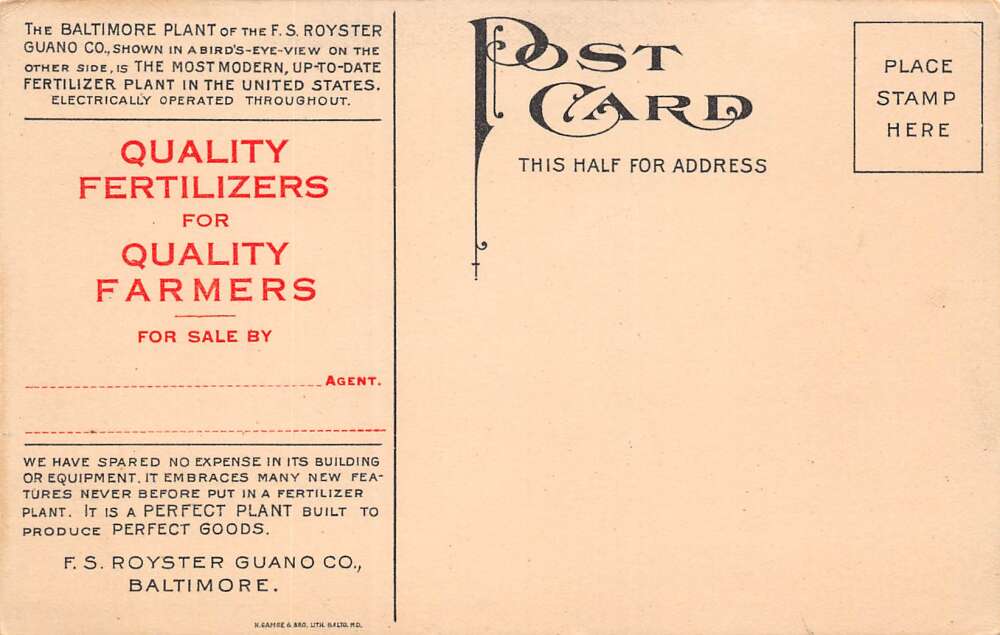 THE BALTIMORE PLANT OF THE F. S. ROYSTER
GUANO CO., SHOWN IN A BIRD'S-EYE-VIEW ON THE
OTHER SIDE, IS THE MOST MODERN, UP-TO-DATE
FERTILIZER PLANT IN THE UNITED STATES.
ELECTRICALLY OPERATED THROUGHOUT.
QUALITY
FERTILIZERS
FOR
QUALITY
FARMERS
FOR SALE BY
AGENT.
WE HAVE SPARED NO EXPENSE IN ITS BUILDING
OR EQUIPMENT. IT EMBRACES MANY NEW FEA-
TURES NEVER BEFORE PUT IN A FERTILIZER
PLANT. IT IS A PERFECT PLANT BUILT TO
PRODUCE PERFECT GOODS.
F. S. ROYSTER GUANO CO.,
BALTIMORE.
& BRO. LITH. BALTO. MD.
POST
CARD
THIS HALF FOR ADDRESS
PLACE
STAMP
HERE